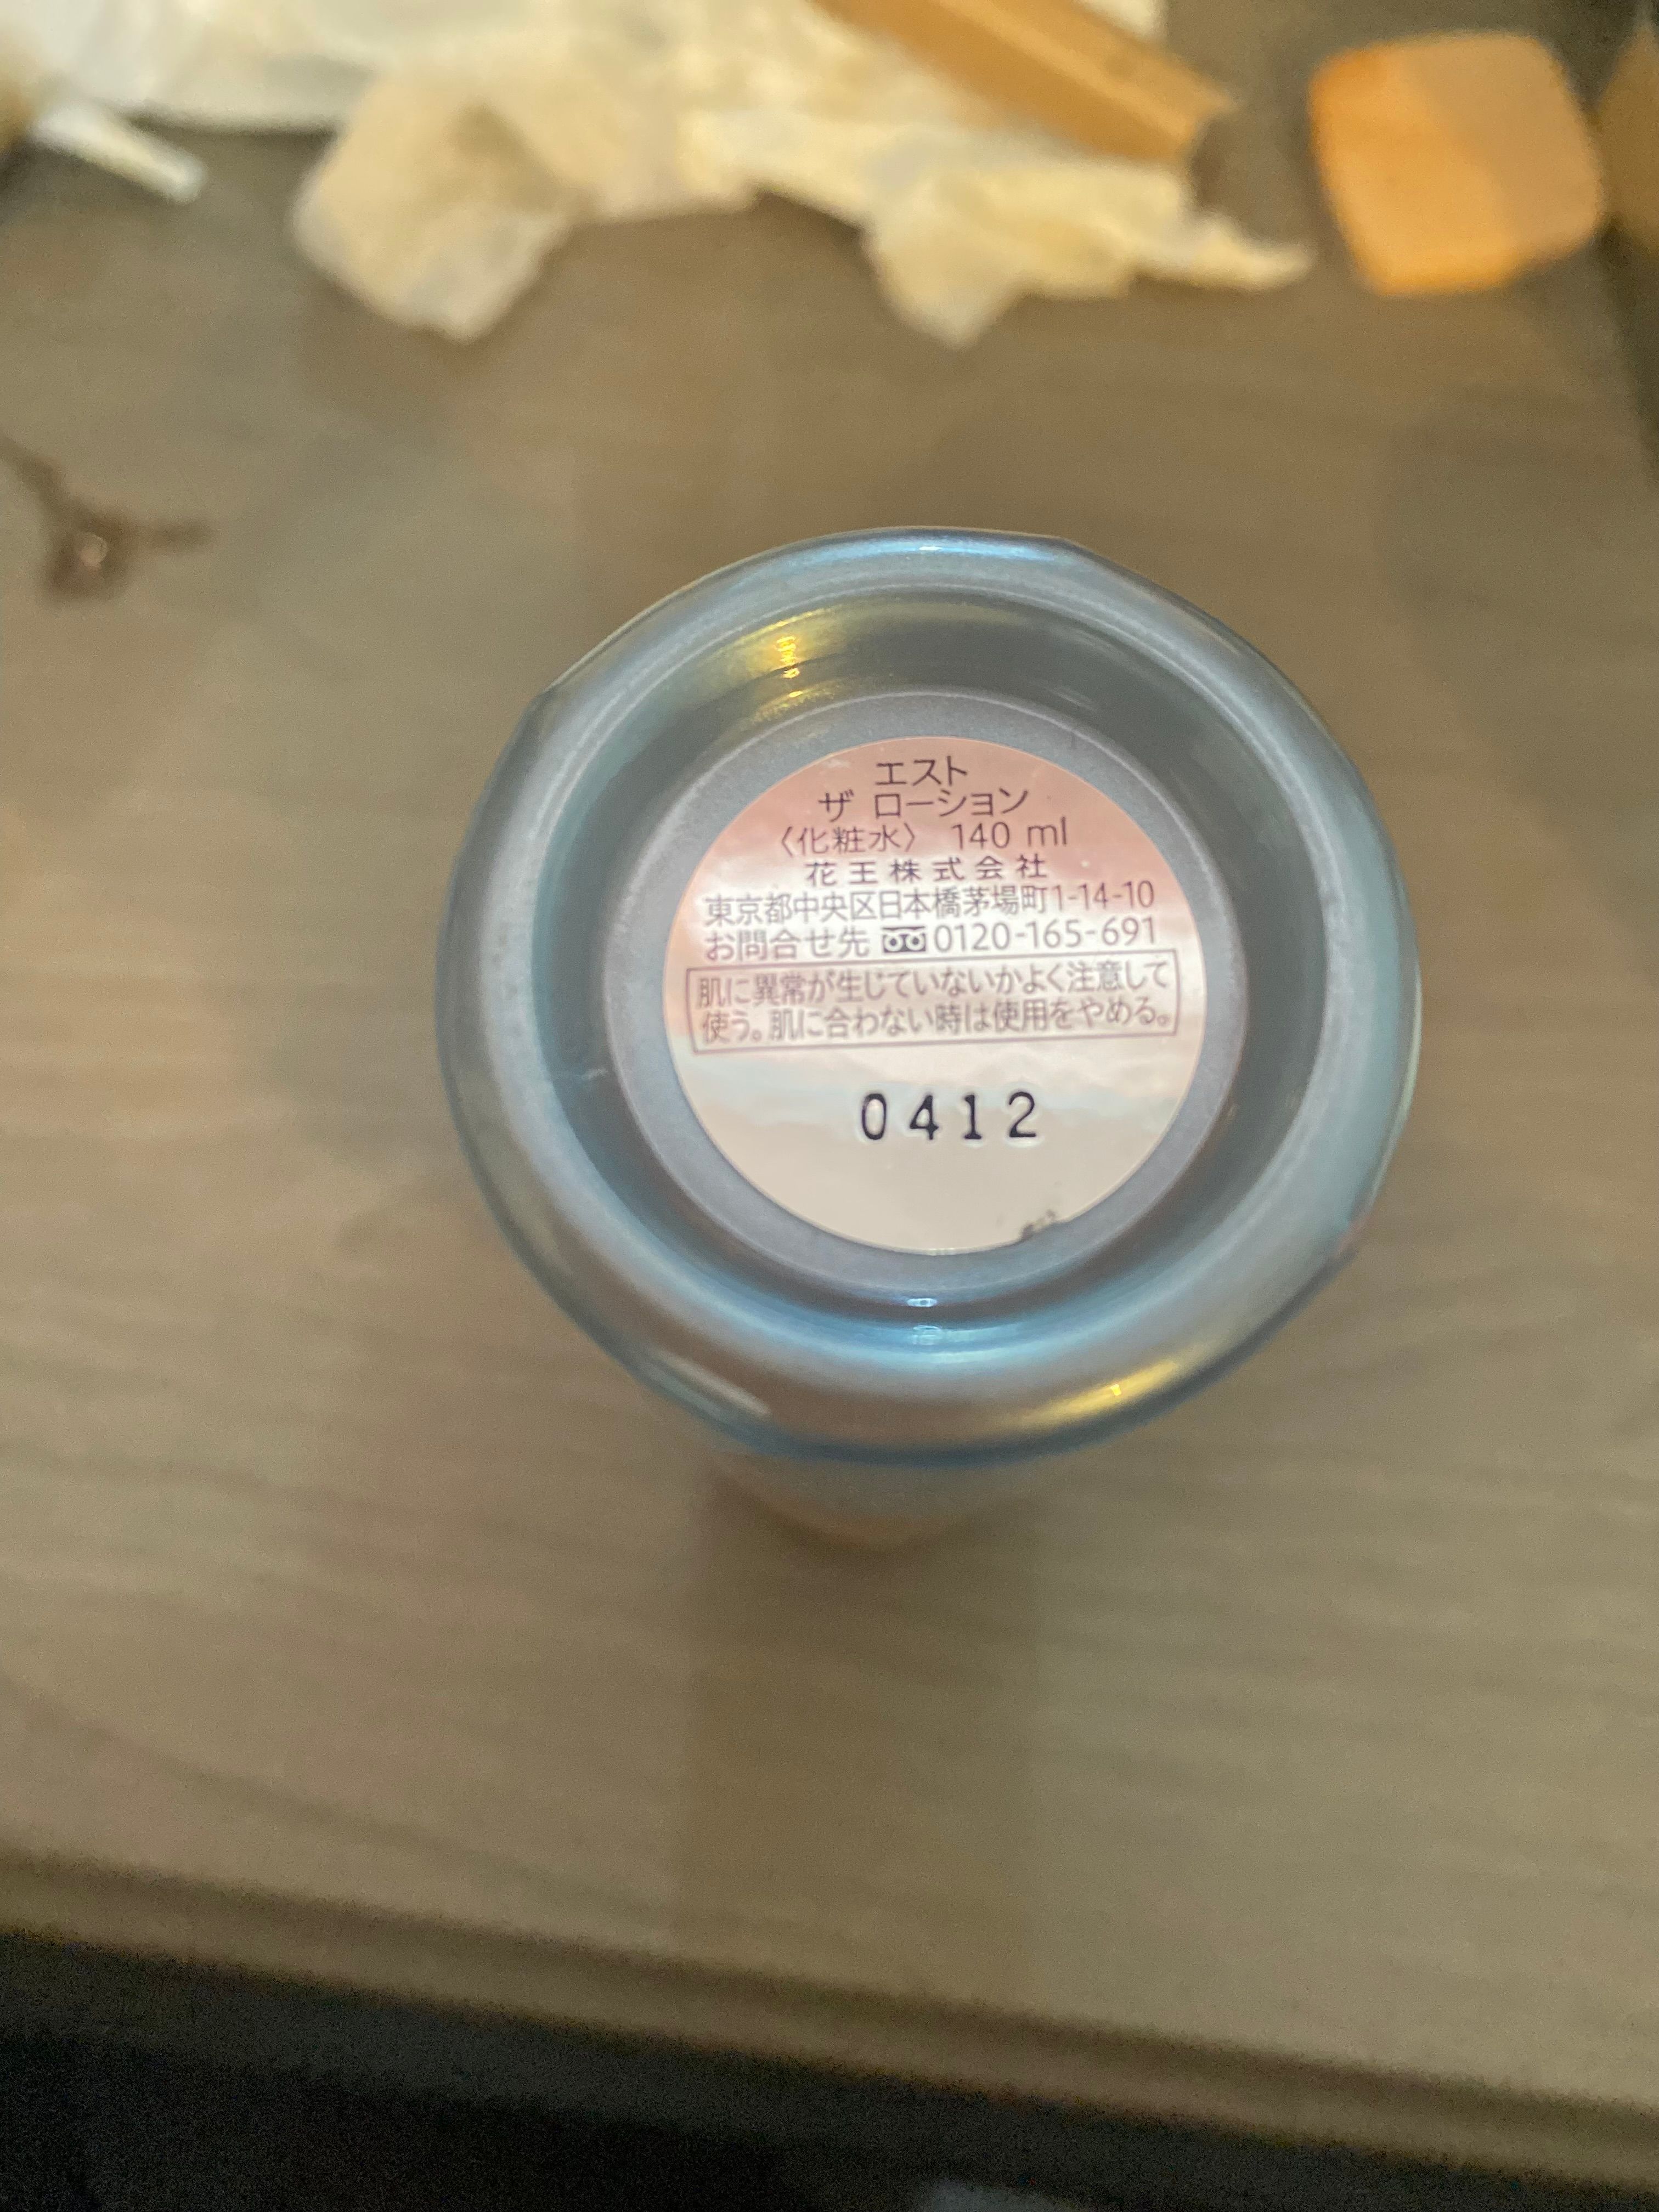 エスト
ザ ローション
〈化粧水〉 140 ml
花王株式会社
東京都中央区日本橋茅場町1-14-10
お問合せ先 0120-165-691
肌に異常が生じていないかよく注意して
使う。肌に合わない時は使用をやめる。
0412